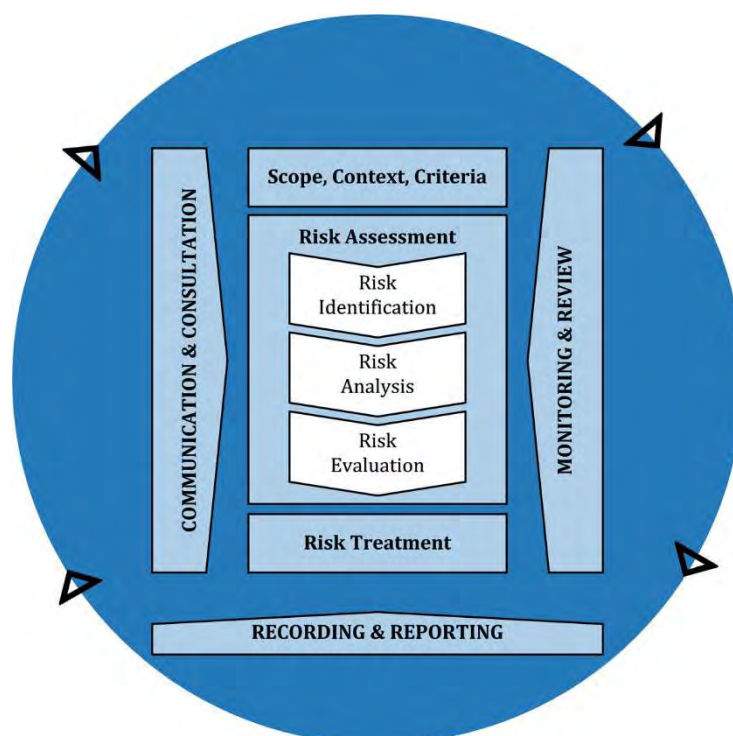 Scope, Context, Criteria
Risk Assessment
Risk
Identification
Risk
Analysis
Risk
Evaluation
Risk Treatment
COMMUNICATION & CONSULTATION
MONITORING & REVIEW
RECORDING & REPORTING